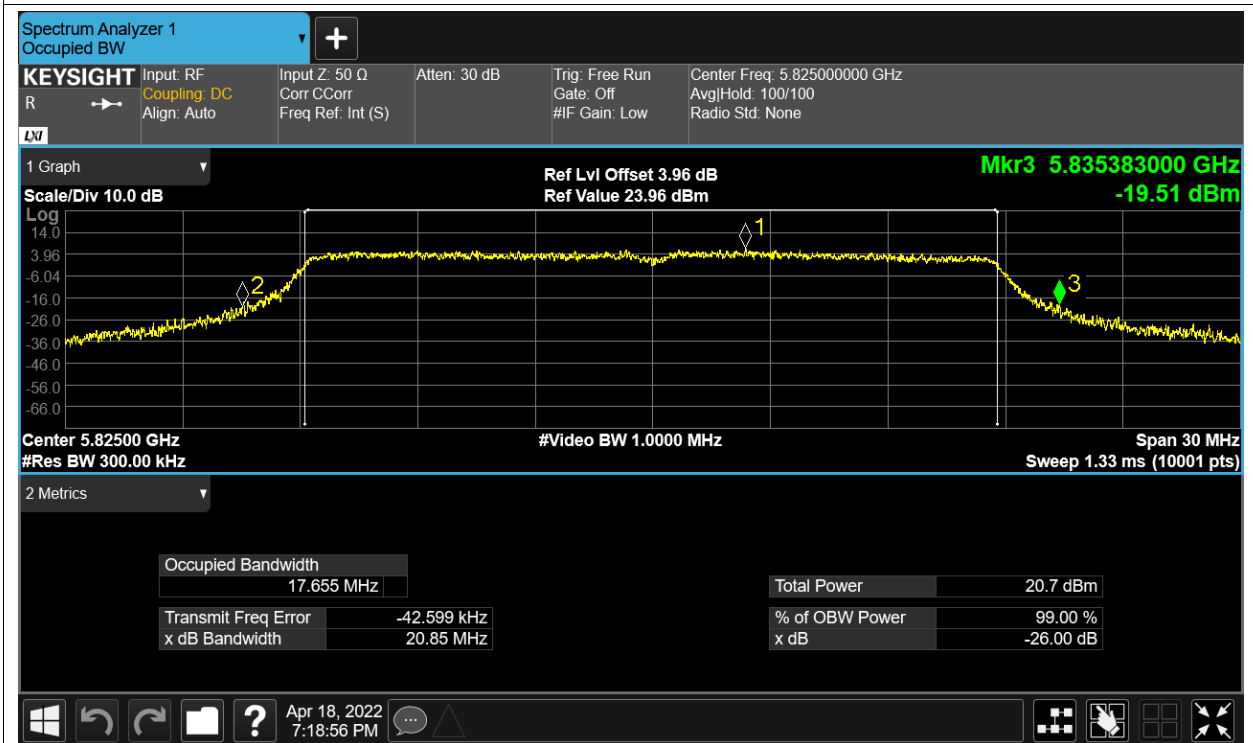 Spectrum Analyzer 1
Occupied BW
KEYSIGHT
R
LXI
Input: RF
Coupling: DC
Align: Auto
Input Z: 50 Ω
Corr CCorr
Freq Ref: Int (S)
Atten: 30 dB
Trig: Free Run
Gate: Off
#IF Gain: Low
Center Freq: 5.825000000 GHz
Avg|Hold: 100/100
Radio Std: None
1 Graph
Scale/Div 10.0 dB
Ref Lvl Offset 3.96 dB
Ref Value 23.96 dBm
Mkr3 5.835383000 GHz
-19.51 dBm
Log
14.0
3.96
-6.04
-16.0
-26.0
-36.0
-46.0
-56.0
-66.0
1
2
3
Center 5.82500 GHz
#Video BW 1.0000 MHz
Span 30 MHz
#Res BW 300.00 kHz
Sweep 1.33 ms (10001 pts)
2 Metrics
Occupied Bandwidth
17.655 MHz
Total Power 20.7 dBm
Transmit Freq Error -42.599 kHz
% of OBW Power 99.00 %
x dB Bandwidth 20.85 MHz
x dB -26.00 dB
?
Apr 18, 2022
7:18:56 PM